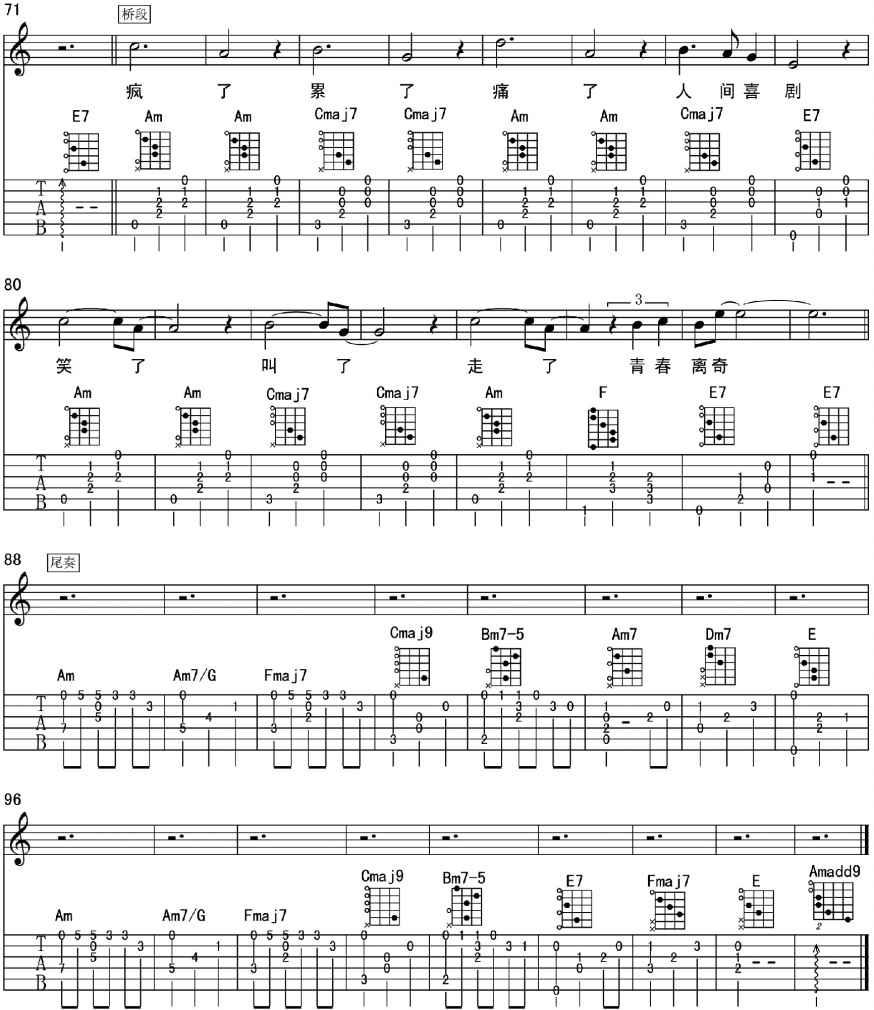 71 桥段
疯 了 累 了 痛 了 人 间 喜 剧
E7 Am Am Cmaj7 Cmaj7 Am Am Cmaj7 E7
T
A
B
80
3
笑 了 叫 了 走 了 青 春 离 奇
Am Am Cmaj7 Cmaj7 Am F E7 E7
T
A
B
88 尾奏
Am Am7/G Fmaj7 Cmaj9 Bm7-5 Am7 Dm7 E
T
A
B
96
Am Am7/G Fmaj7 Cmaj9 Bm7-5 E7 Fmaj7 E Amadd9
2
T
A
B